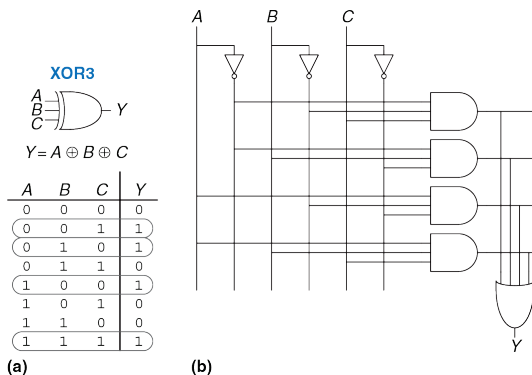 XOR3
A
B
C
Y
Y = A ⊕ B ⊕ C
A B C Y
0 0 0 0
0 0 1 1
0 1 0 1
0 1 1 0
1 0 0 1
1 0 1 0
1 1 0 0
1 1 1 1
(a)
A B C
Y
(b)